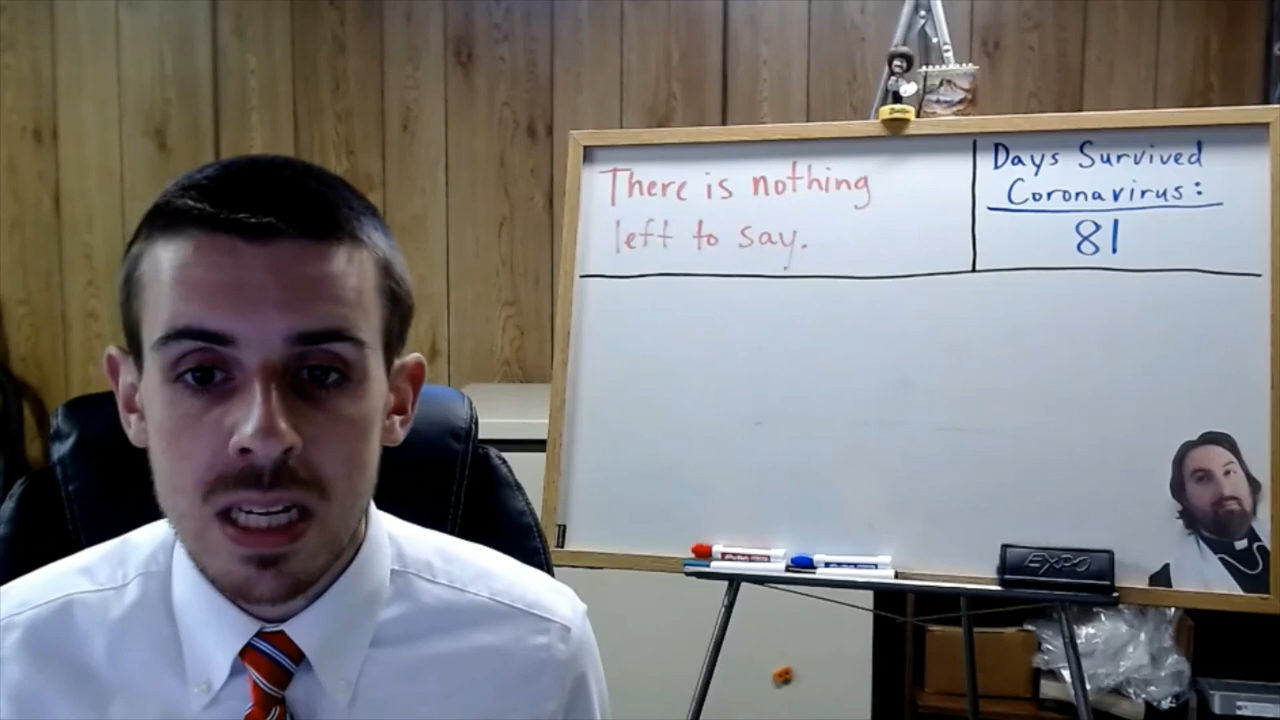 There is nothing
left to say.
Days Survived
Coronavirus:
81
EXPO